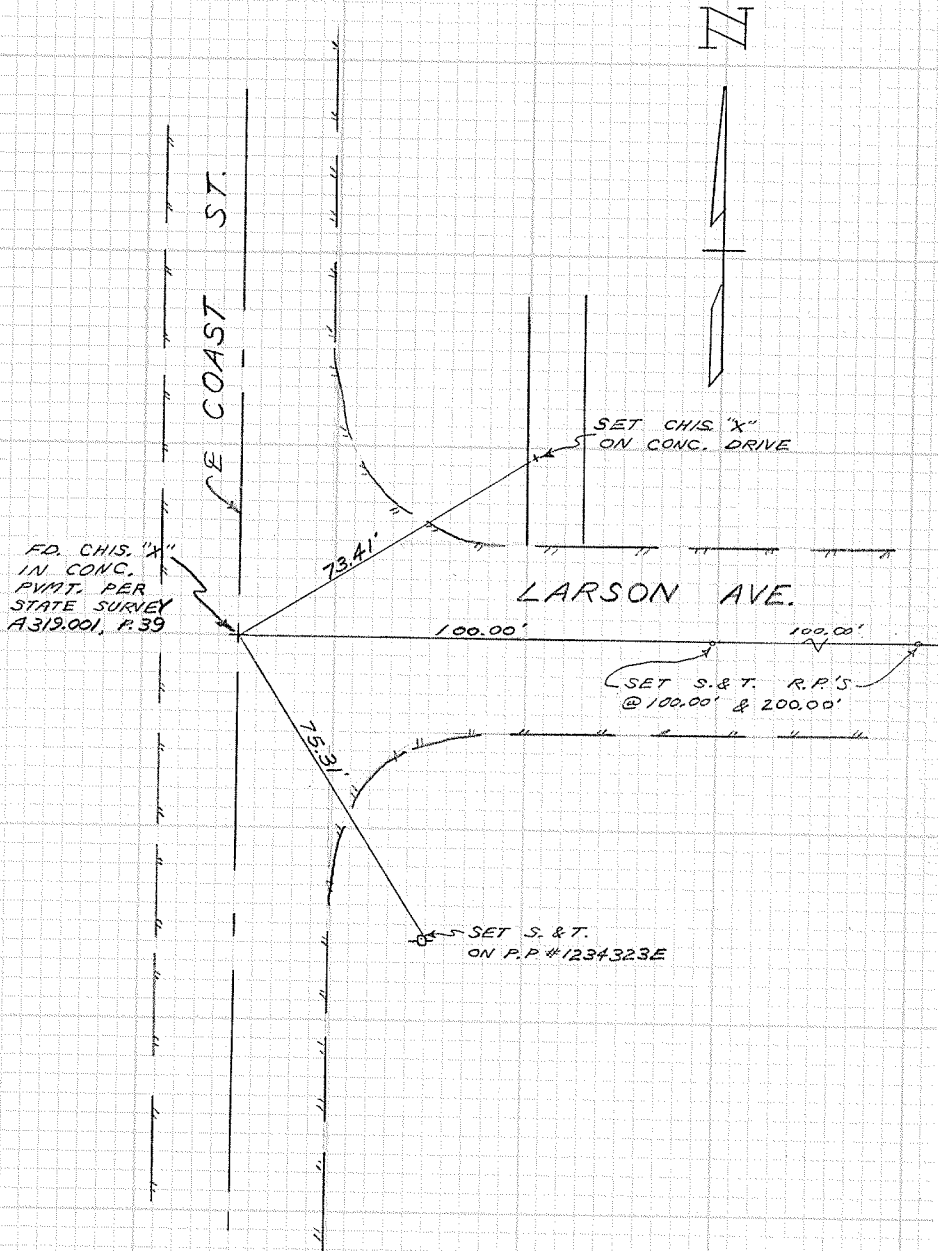 N
℄ COAST ST.
SET CHIS. "X"
ON CONC. DRIVE
FD. CHIS. "X"
IN CONC.
PVMT. PER
STATE SURVEY
A319.001, P.39
73.41'
LARSON AVE.
100.00'
100.00'
SET S.& T. R.P.'S
@ 100.00' & 200.00'
75.31'
SET S. & T.
ON P.P #1234323E